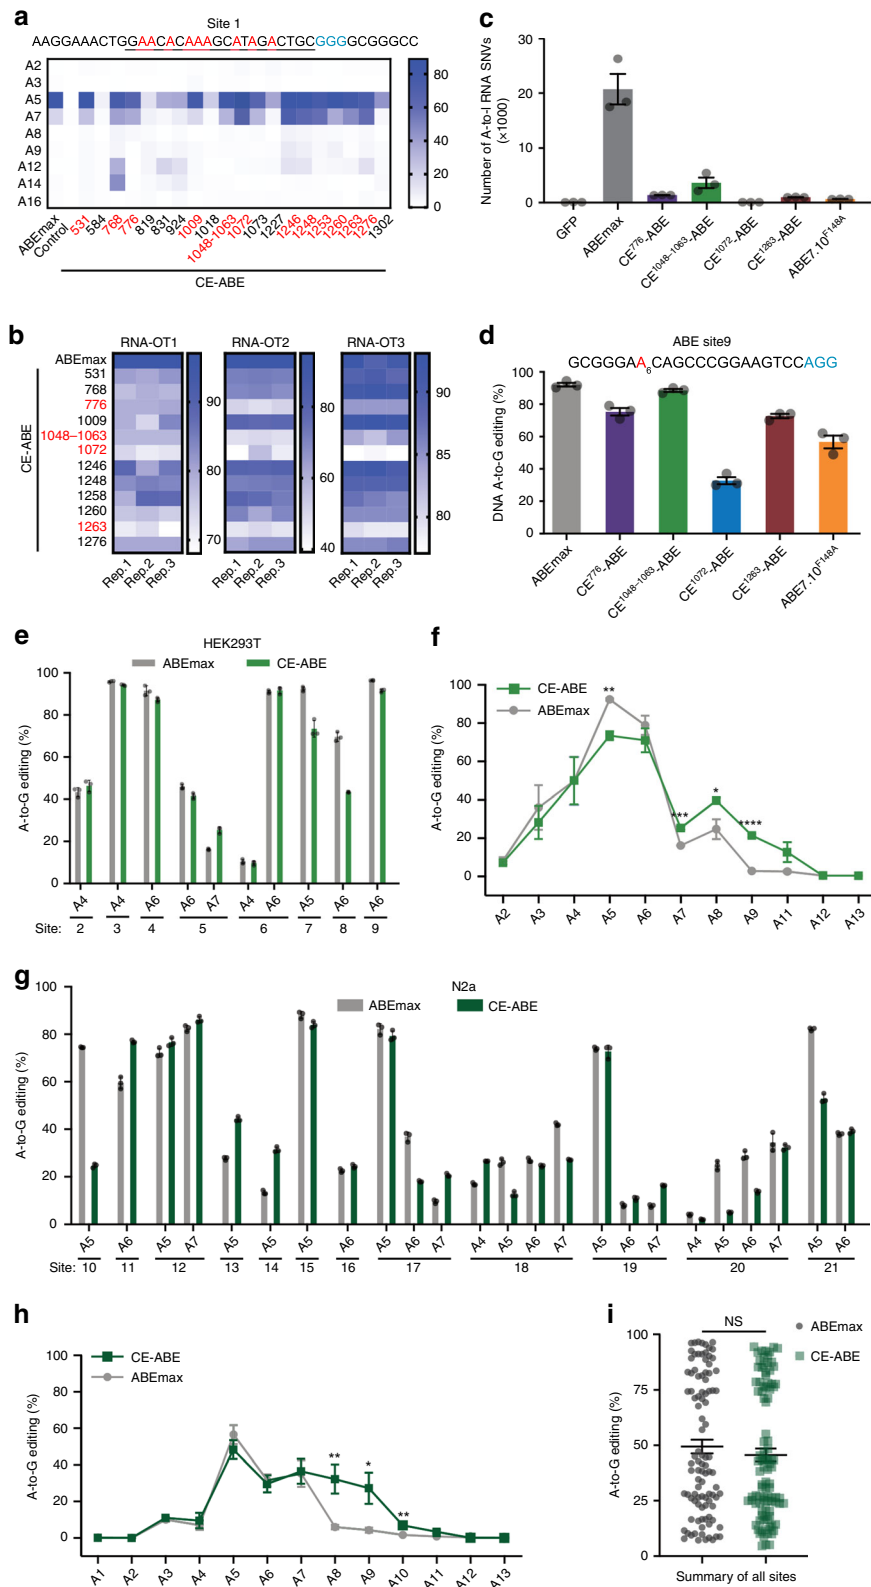 a
Site 1
AAGGAAACTGGAACACAAAGCATAGACTGCGGGGCGGGCC
A2
A3
A5
A7
A8
A9
A12
A14
A16
80
60
40
20
0
ABEmax
Control
531
584
768
776
819
831
924
1009
1018
1048–1063
1072
1073
1227
1246
1248
1253
1260
1263
1276
1302
CE-ABE
c
Number of A-to-I RNA SNVs
(×1000)
30
20
10
0
GFP
ABEmax
CE776-ABE
CE1048–1063-ABE
CE1072-ABE
CE1263-ABE
ABE7.10F148A
b
RNA-OT1 RNA-OT2 RNA-OT3
ABEmax
531
768
776
1009
1048–1063
1072
1246
1248
1258
1260
1263
1276
CE-ABE
90
80
70
80
60
40
90
80
Rep.1 Rep.2 Rep.3
Rep.1 Rep.2 Rep.3
Rep.1 Rep.2 Rep.3
d
ABE site9
GCGGGAA6CAGCCCGGAAGTCCAGG
DNA A-to-G editing (%)
100
80
60
40
20
0
ABEmax
CE776-ABE
CE1048–1063-ABE
CE1072-ABE
CE1263-ABE
ABE7.10F148A
e
HEK293T
ABEmax CE-ABE
A-to-G editing (%)
100
80
60
40
20
0
A4 A4 A6 A6 A7 A4 A6 A5 A6 A6
Site: 2 3 4 5 6 7 8 9
f
CE-ABE
ABEmax
A-to-G editing (%)
100
80
60
40
20
0
** *** * ****
A2 A3 A4 A5 A6 A7 A8 A9 A11 A12 A13
g
N2a
ABEmax CE-ABE
A-to-G editing (%)
100
80
60
40
20
0
A5 A6 A5 A7 A5 A5 A5 A6 A5 A6 A7 A4 A5 A6 A7 A5 A6 A7 A4 A5 A6 A7 A5 A6
Site: 10 11 12 13 14 15 16 17 18 19 20 21
h
CE-ABE
ABEmax
A-to-G editing (%)
100
80
60
40
20
0
** * **
A1 A2 A3 A4 A5 A6 A7 A8 A9 A10 A11 A12 A13
i
NS
ABEmax
CE-ABE
A-to-G editing (%)
100
75
50
25
0
Summary of all sites